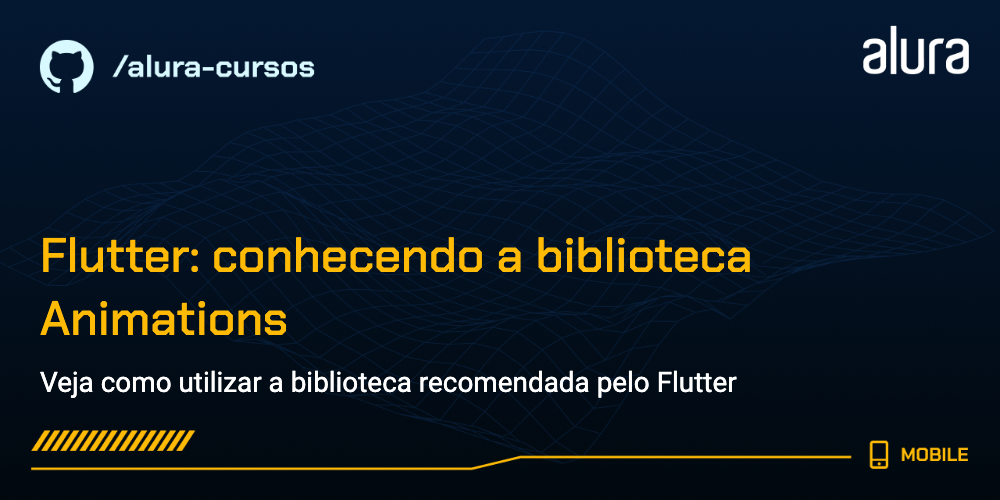 /alura-cursos
alura
Flutter: conhecendo a biblioteca
Animations
Veja como utilizar a biblioteca recomendada pelo Flutter
MOBILE